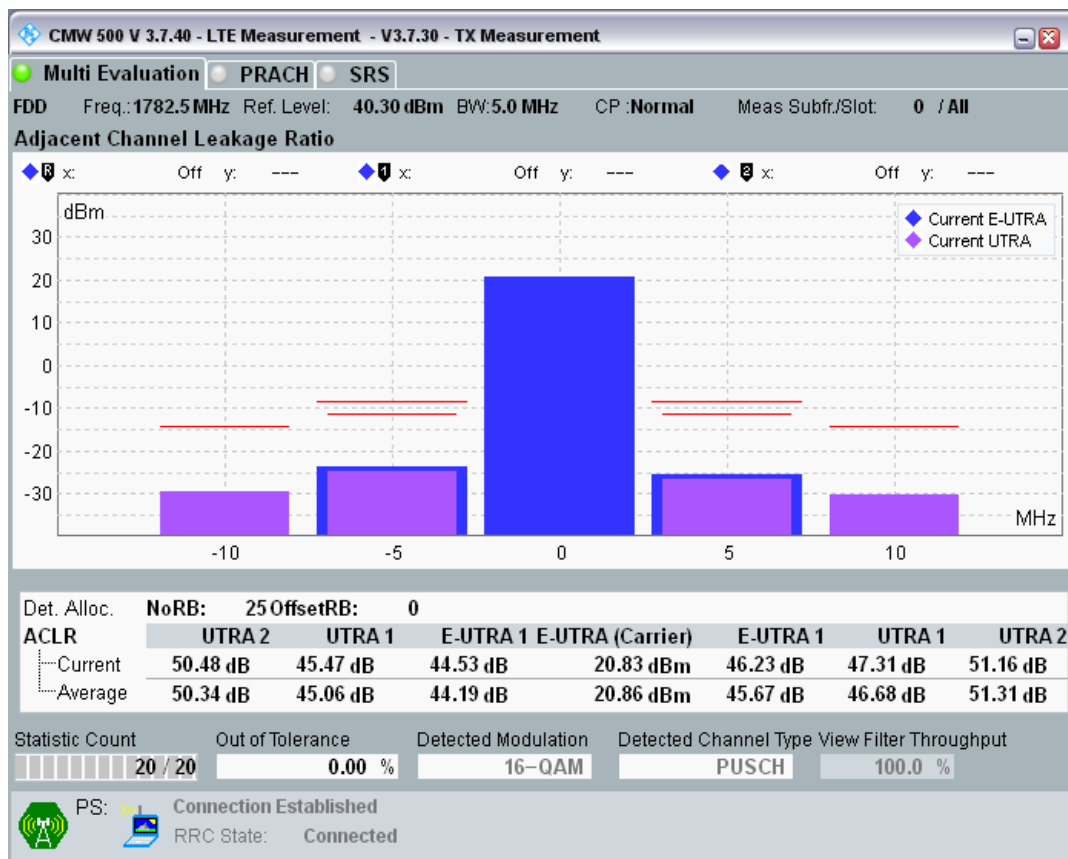 CMW 500 V 3.7.40 - LTE Measurement - V3.7.30 - TX Measurement
Multi Evaluation PRACH SRS
FDD Freq.:1782.5 MHz Ref. Level: 40.30 dBm BW:5.0 MHz CP :Normal Meas Subfr./Slot: 0 / All
Adjacent Channel Leakage Ratio
R x: Off y: --- 1 x: Off y: --- 2 x: Off y: ---
dBm
Current E-UTRA
Current UTRA
30
20
10
0
-10
-20
-30
MHz
-10 -5 0 5 10
Det. Alloc. NoRB: 25 OffsetRB: 0
ACLR UTRA 2 UTRA 1 E-UTRA 1 E-UTRA (Carrier) E-UTRA 1 UTRA 1 UTRA 2
Current 50.48 dB 45.47 dB 44.53 dB 20.83 dBm 46.23 dB 47.31 dB 51.16 dB
Average 50.34 dB 45.06 dB 44.19 dB 20.86 dBm 45.67 dB 46.68 dB 51.31 dB
Statistic Count Out of Tolerance Detected Modulation Detected Channel Type View Filter Throughput
20 / 20 0.00 % 16-QAM PUSCH 100.0 %
PS: Connection Established
RRC State: Connected